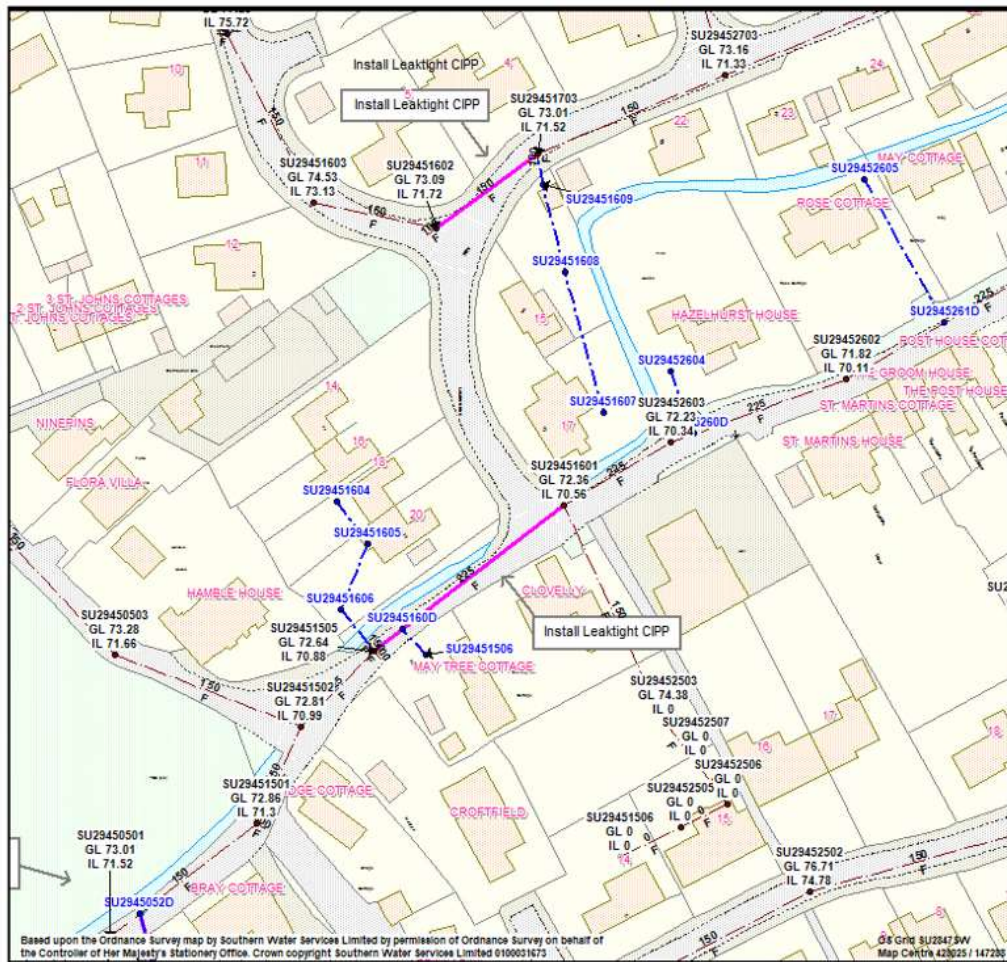 IL 75.72
10
Install Leaktight CIPP
4
5
Install Leaktight CIPP
SU29452703
GL 73.16
IL 71.33
24
SU29451703
GL 73.01
IL 71.52
150
F
22
23
11
SU29451603
GL 74.53
IL 73.13
SU29451602
GL 73.09
IL 71.72
150
F
150
F
150
F
MAY COTTAGE
SU29452605
SU29451609
ROSE COTTAGE
12
SU29451608
3 ST. JOHNS COTTAGES
2 ST. JOHNS COTTAGES
ST. JOHNS COTTAGES
15
HAZELHURST HOUSE
225
F
SU2945261D
POST HOUSE COT
SU29452602
GL 71.82
IL 70.11
SU29452604
THE GROOM HOUSE
THE POST HOUSE
ST. MARTINS COTTAGE
ST. MARTINS HOUSE
14
SU29451607
17
SU29452603
GL 72.23
IL 70.34
260D
225
F
NINEPINS
16
18
FLORA VILLA
SU29451601
GL 72.36
IL 70.56
225
F
SU29451604
20
SU29451605
150
225
F
HAMBLE HOUSE
SU29451606
CLOVELLY
150
F
SU2
SU29450503
GL 73.28
IL 71.66
SU29451505
GL 72.64
IL 70.88
SU2945160D
SU29451506
MAY TREE COTTAGE
Install Leaktight CIPP
150
F
SU29451502
GL 72.81
IL 70.99
SU29452503
GL 74.38
IL 0
SU29452507
GL 0
IL 0
17
16
18
SU29452506
GL 0
IL 0
SU29451501
GL 72.86
IL 71.3
DGE COTTAGE
CROFTFIELD
SU29452505
GL 0
IL 0
SU29451506
GL 0
IL 0
15
14
SU29450501
GL 73.01
IL 71.52
SU29452502
GL 76.71
IL 74.78
150
F
150
F
BRAY COTTAGE
SU2945052D
150
F
Based upon the Ordnance Survey map by Southern Water Services Limited by permission of Ordnance Survey on behalf of
the Controller of Her Majesty's Stationery Office. Crown copyright Southern Water Services Limited 0100031673
OS Grid SU2847SW